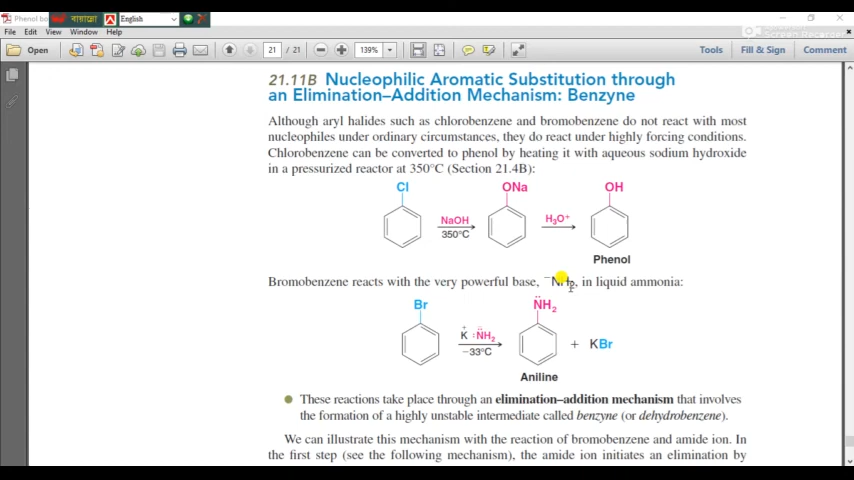 Phenol bo
বায়ান্নো
English
File Edit View Window Help
Open
21 / 21
139%
Tools
Fill & Sign
Comment
21.11B Nucleophilic Aromatic Substitution through
an Elimination–Addition Mechanism: Benzyne
Although aryl halides such as chlorobenzene and bromobenzene do not react with most
nucleophiles under ordinary circumstances, they do react under highly forcing conditions.
Chlorobenzene can be converted to phenol by heating it with aqueous sodium hydroxide
in a pressurized reactor at 350°C (Section 21.4B):
Cl ONa OH
NaOH H₃O⁺
350°C
Phenol
Bromobenzene reacts with the very powerful base, ⁻NH₂, in liquid ammonia:
Br N̈H₂
K⁺ :N̈H₂
−33°C
+ KBr
Aniline
● These reactions take place through an elimination–addition mechanism that involves
the formation of a highly unstable intermediate called benzyne (or dehydrobenzene).
We can illustrate this mechanism with the reaction of bromobenzene and amide ion. In
the first step (see the following mechanism), the amide ion initiates an elimination by